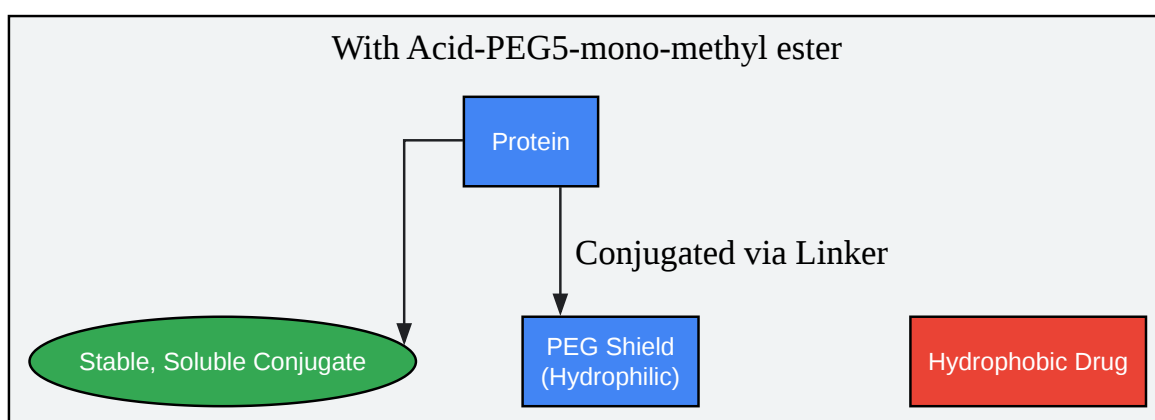 With Acid-PEG5-mono-methyl ester
Protein
Conjugated via Linker
Stable, Soluble Conjugate
PEG Shield
(Hydrophilic)
Hydrophobic Drug